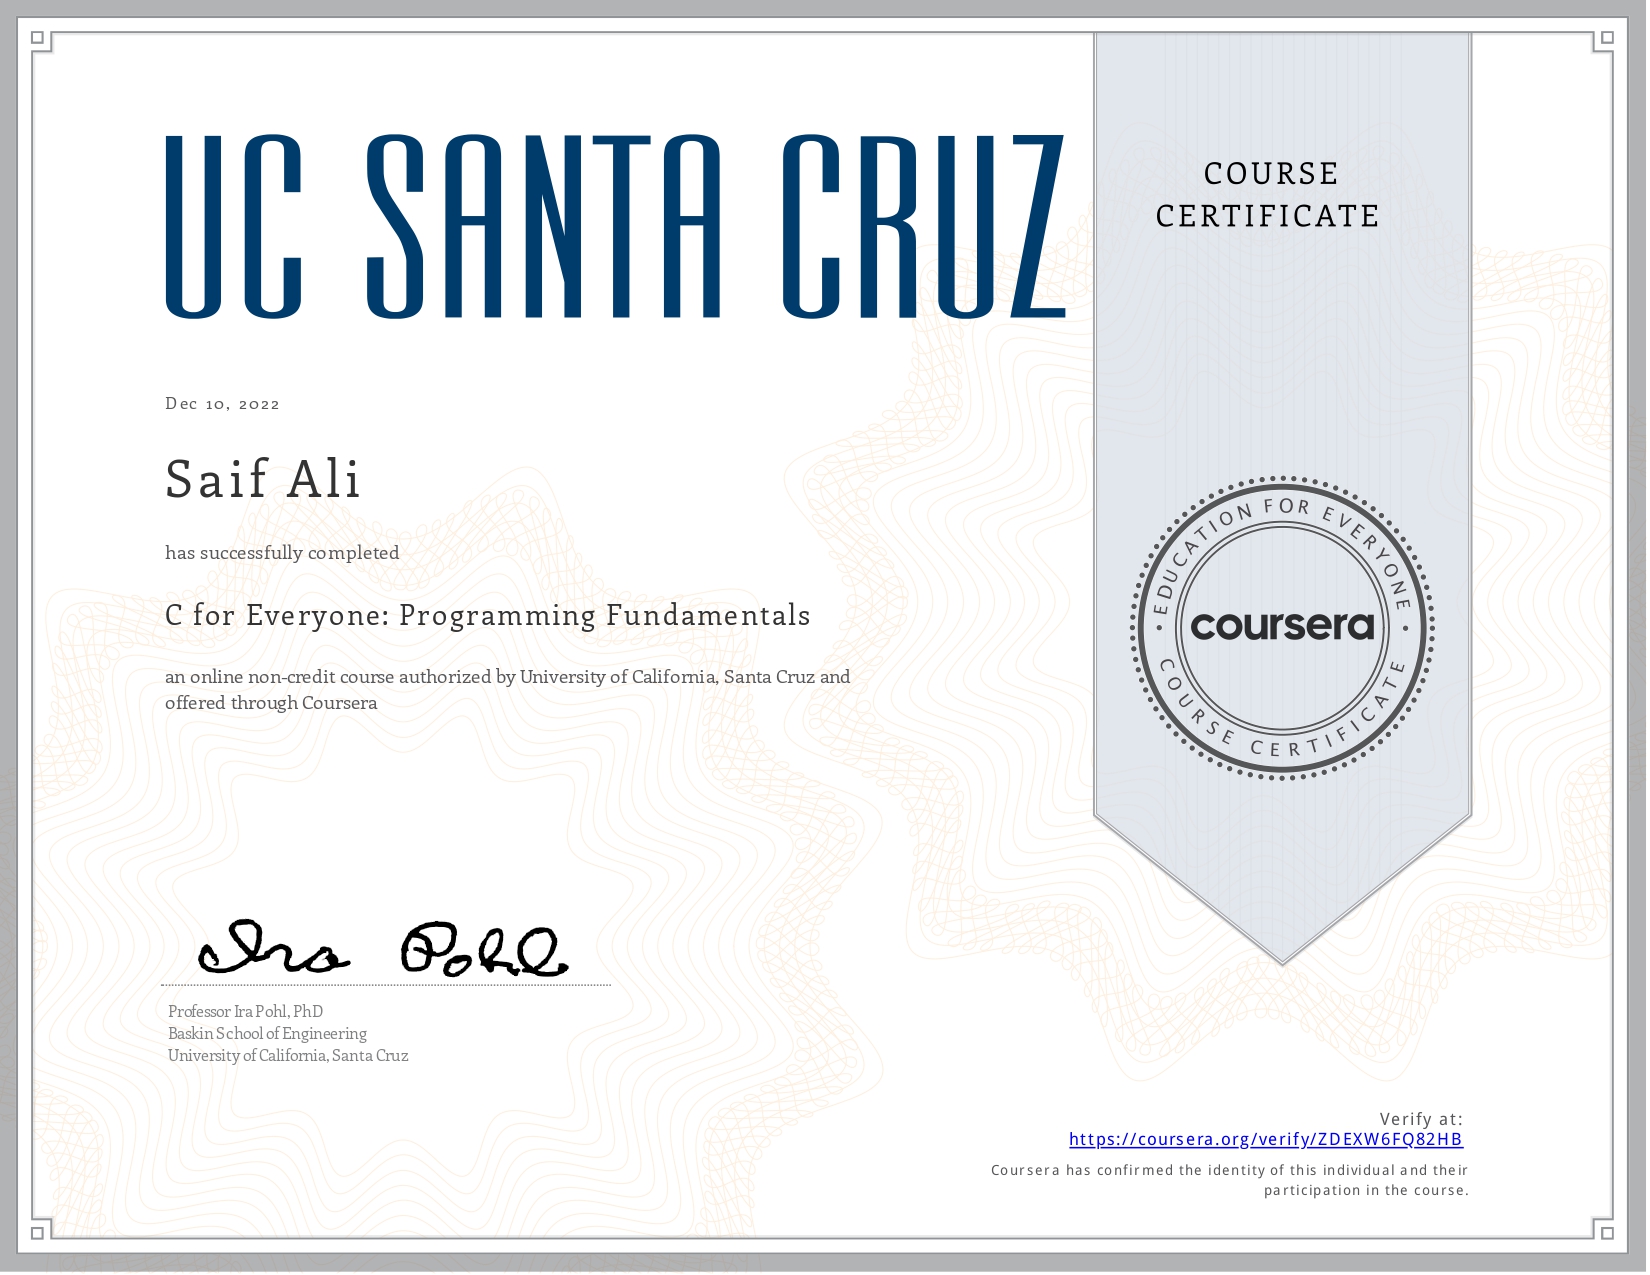 UC SANTA CRUZ
COURSE
CERTIFICATE
Dec 10, 2022
Saif Ali
has successfully completed
C for Everyone: Programming Fundamentals
an online non-credit course authorized by University of California, Santa Cruz and
offered through Coursera
EDUCATION FOR EVERYONE
coursera
COURSE CERTIFICATE
Ira Pohl
Professor Ira Pohl, PhD
Baskin School of Engineering
University of California, Santa Cruz
Verify at:
https://coursera.org/verify/ZDEXW6FQ82HB
Coursera has confirmed the identity of this individual and their
participation in the course.